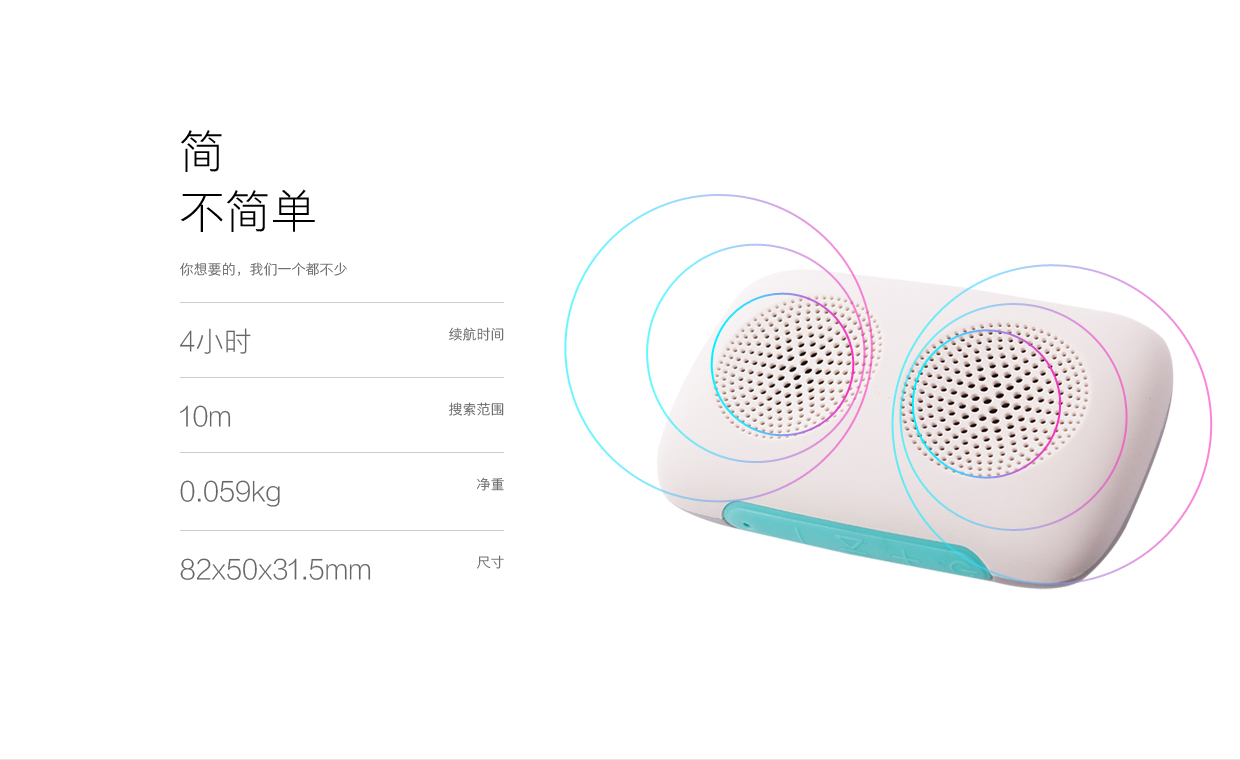 简
不简单
你想要的，我们一个都不少
4小时 续航时间
10m 搜索范围
0.059kg 净重
82x50x31.5mm 尺寸